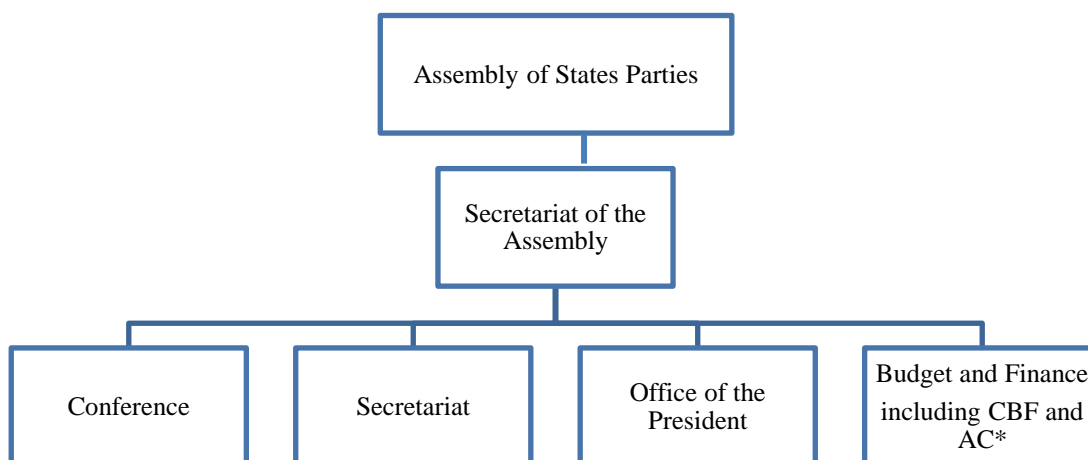 Assembly of States Parties
Secretariat of the
Assembly
Conference
Secretariat
Office of the
President
Budget and Finance
including CBF and
AC*